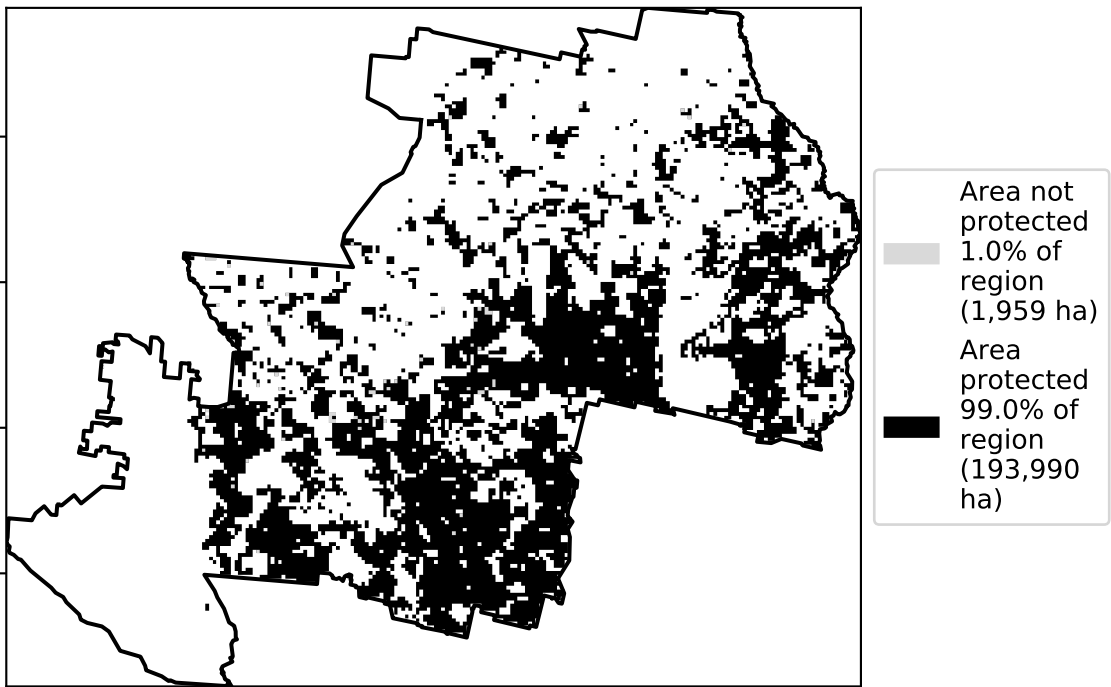 Area not
protected
1.0% of
region
(1,959 ha)
Area
protected
99.0% of
region
(193,990
ha)